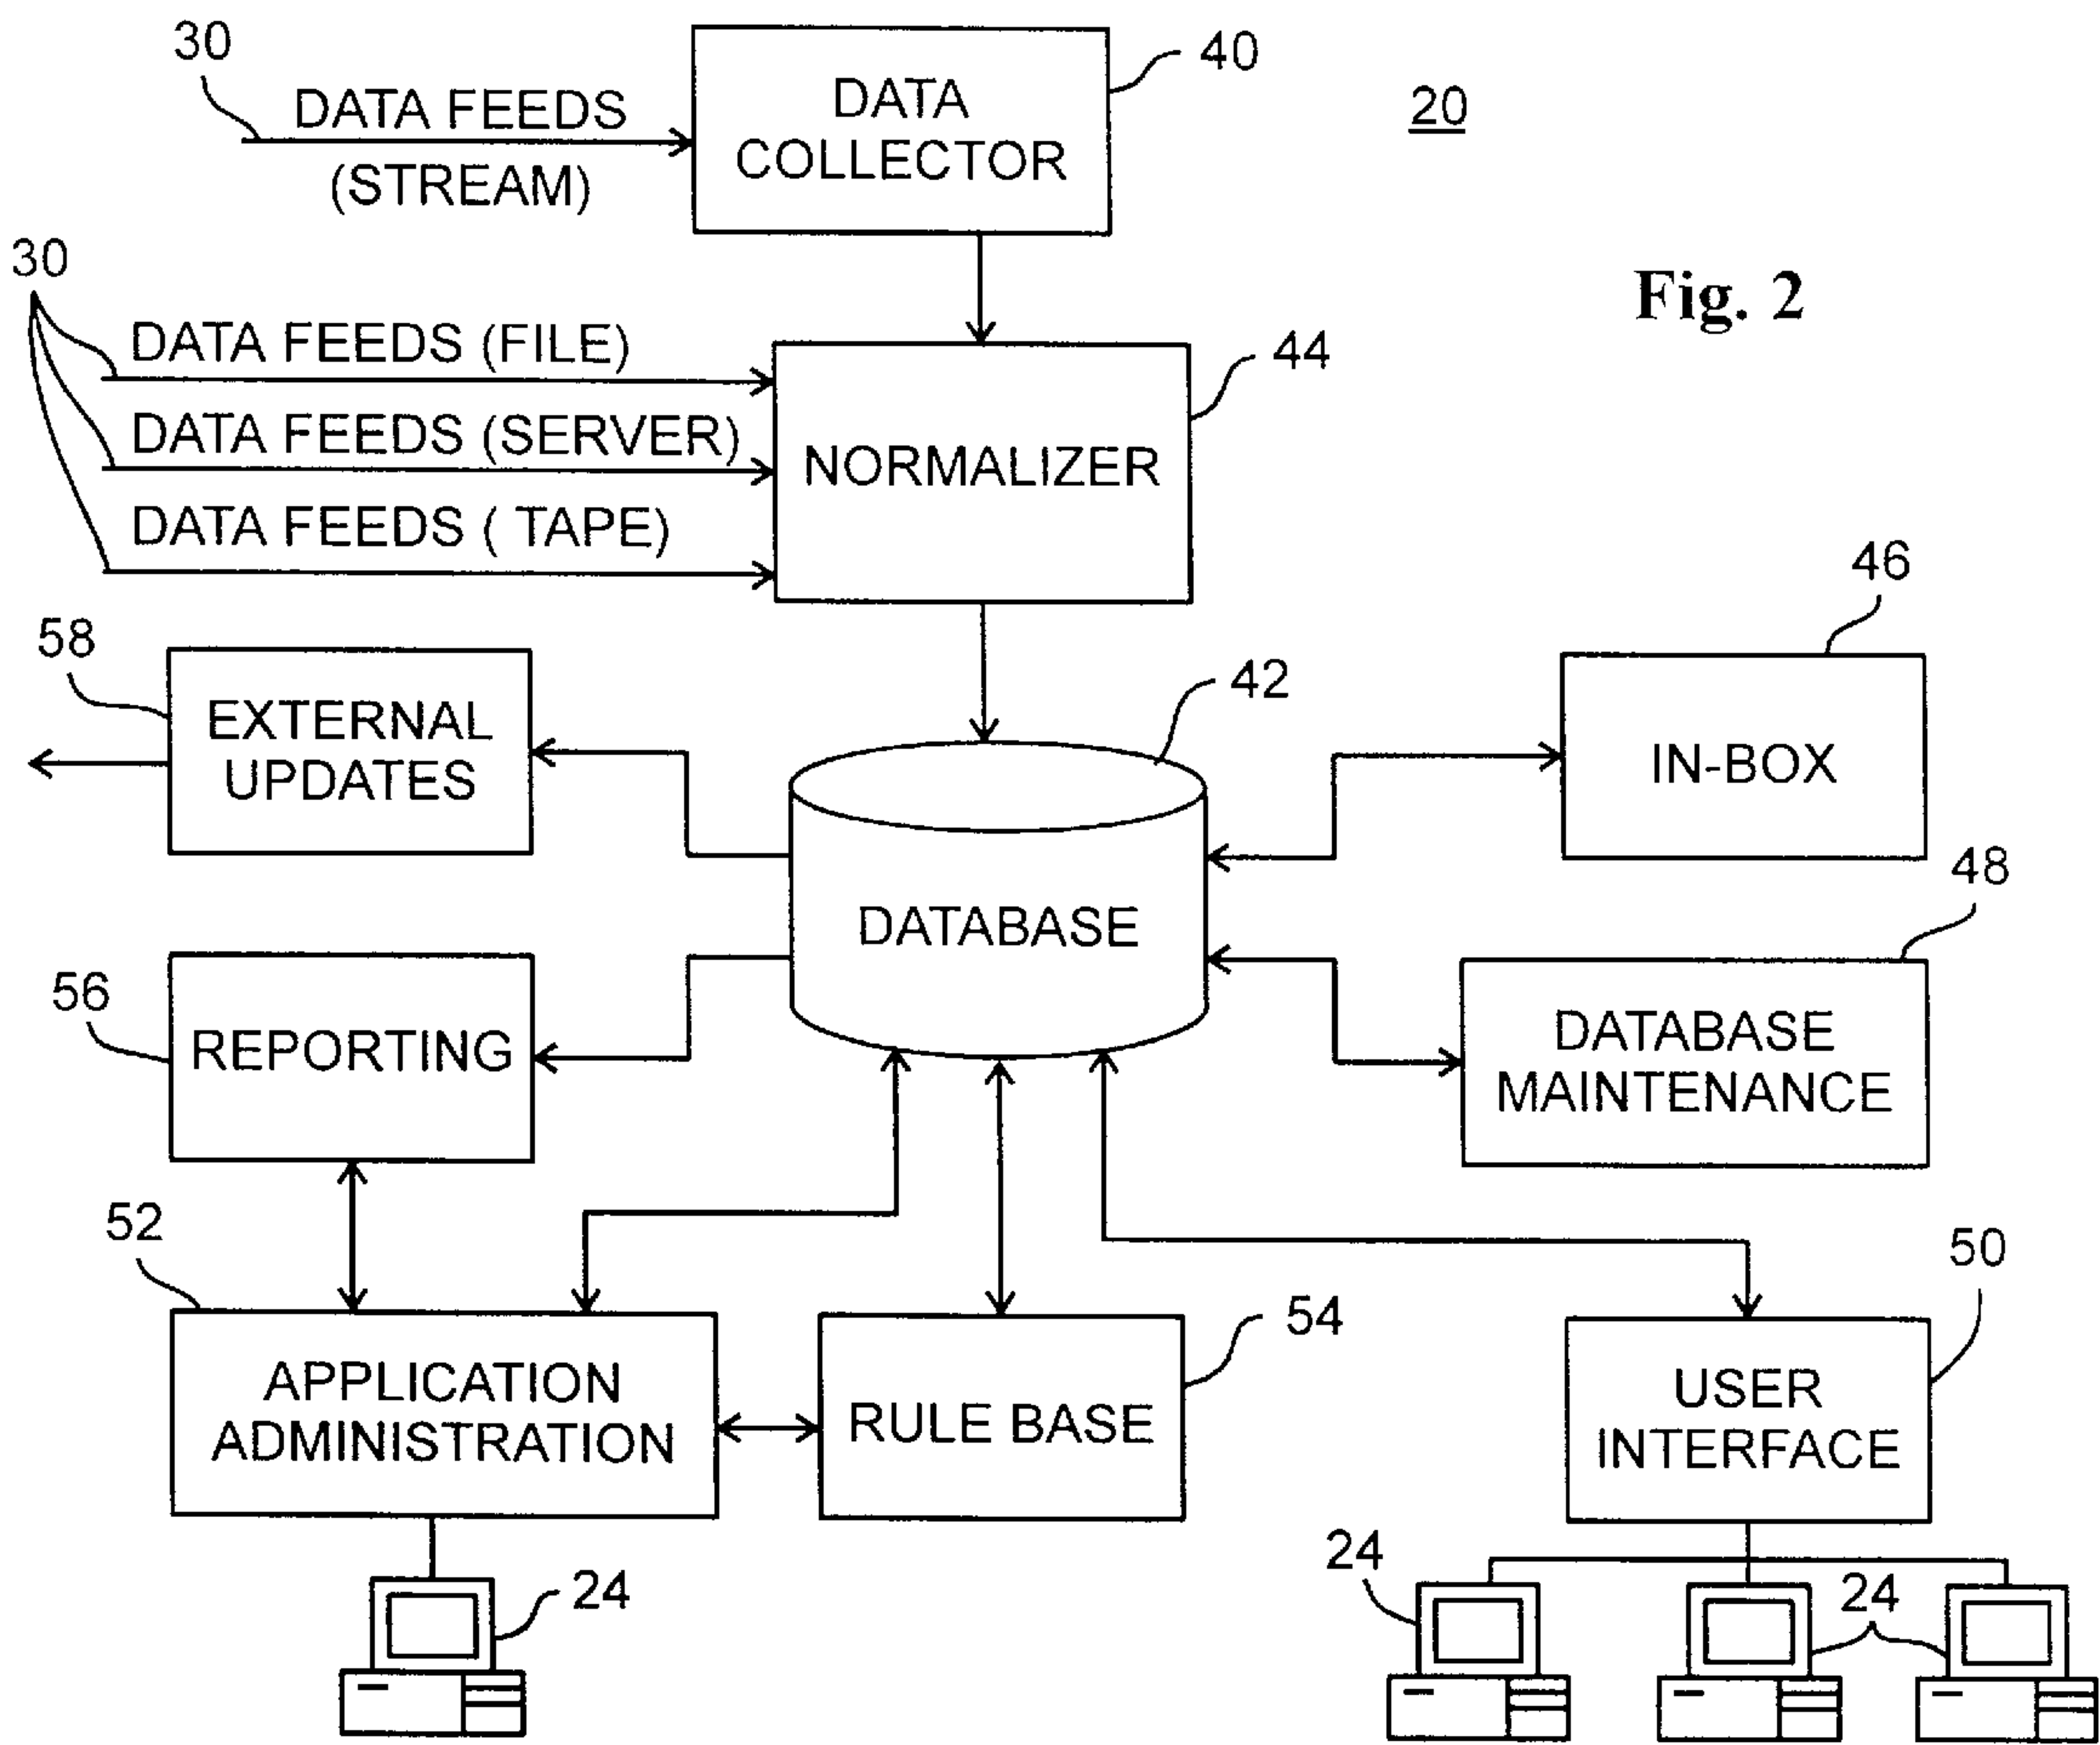 30
DATA FEEDS
(STREAM)
DATA
COLLECTOR
40
20
Fig. 2
30
DATA FEEDS (FILE)
DATA FEEDS (SERVER)
DATA FEEDS ( TAPE)
NORMALIZER
44
58
EXTERNAL
UPDATES
42
DATABASE
46
IN-BOX
48
DATABASE
MAINTENANCE
56
REPORTING
52
APPLICATION
ADMINISTRATION
54
RULE BASE
50
USER
INTERFACE
24
24
24